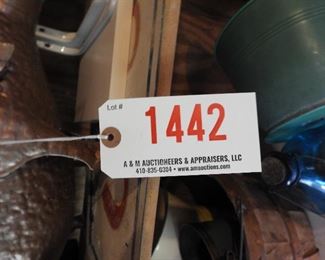 Lot #
1442
A & M AUCTIONEERS & APPRAISERS, LLC
410-835-0384 • www.amauctions.com